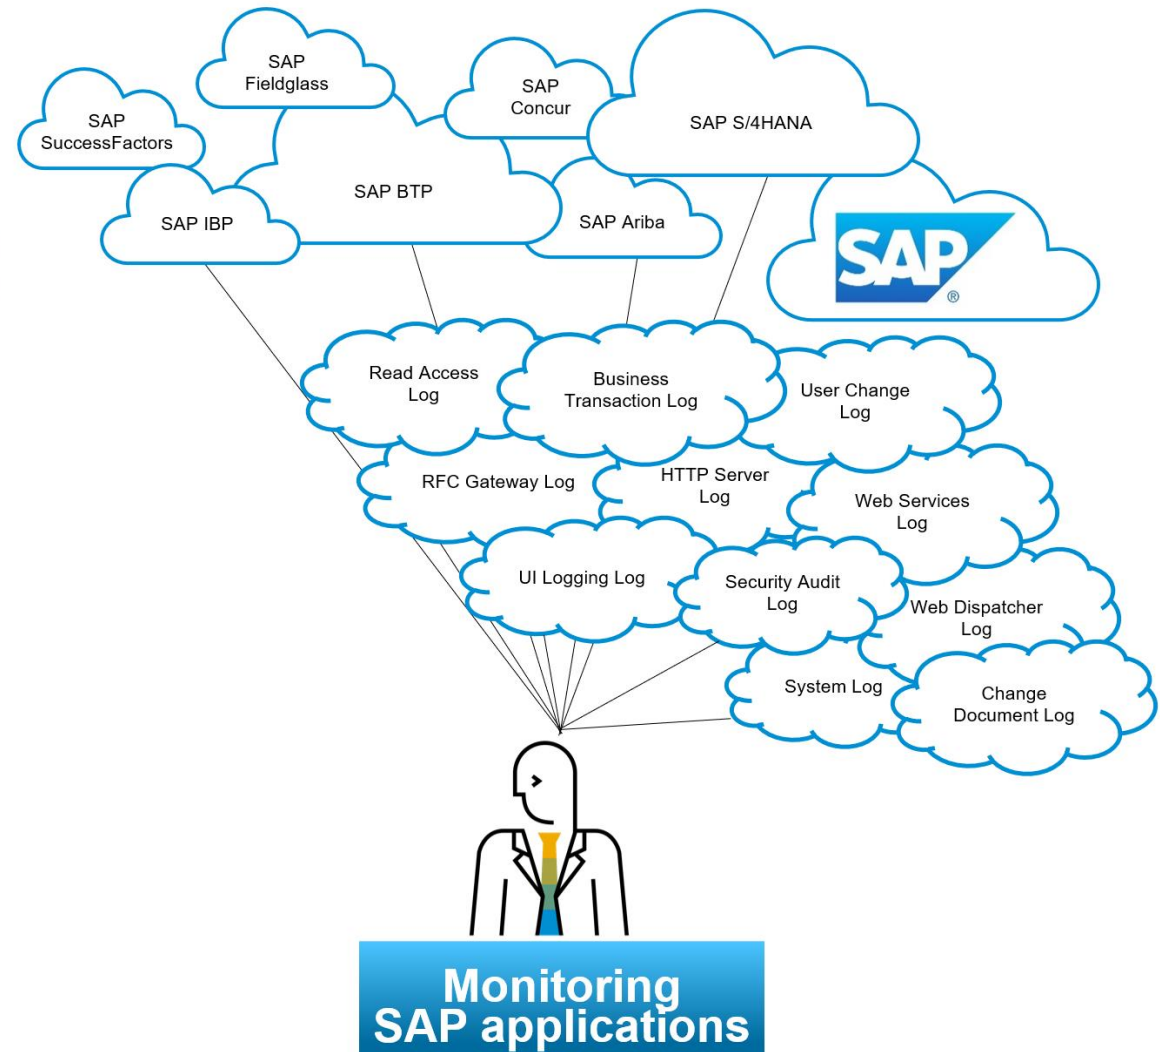 SAP
Fieldglass
SAP
Concur
SAP
SuccessFactors
SAP S/4HANA
SAP BTP
SAP IBP
SAP Ariba
SAP
®
Read Access
Log
Business
Transaction Log
User Change
Log
RFC Gateway Log
HTTP Server
Log
Web Services
Log
UI Logging Log
Security Audit
Log
Web Dispatcher
Log
System Log
Change
Document Log
Monitoring
SAP applications